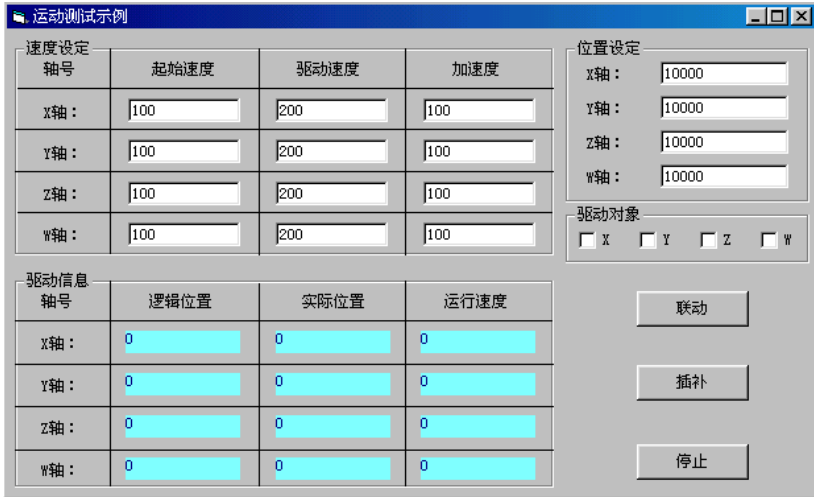 运动测试示例
速度设定
轴号 起始速度 驱动速度 加速度
X轴： 100 200 100
Y轴： 100 200 100
Z轴： 100 200 100
W轴： 100 200 100
位置设定
X轴： 10000
Y轴： 10000
Z轴： 10000
W轴： 10000
驱动对象
X Y Z W
驱动信息
轴号 逻辑位置 实际位置 运行速度
X轴： 0 0 0
Y轴： 0 0 0
Z轴： 0 0 0
W轴： 0 0 0
联动
插补
停止